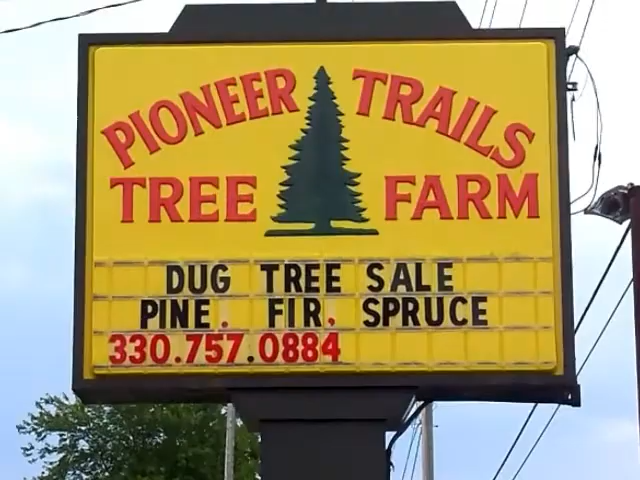 PIONEER TRAILS
TREE FARM
DUG TREE SALE
PINE. FIR, SPRUCE
330.757.0884